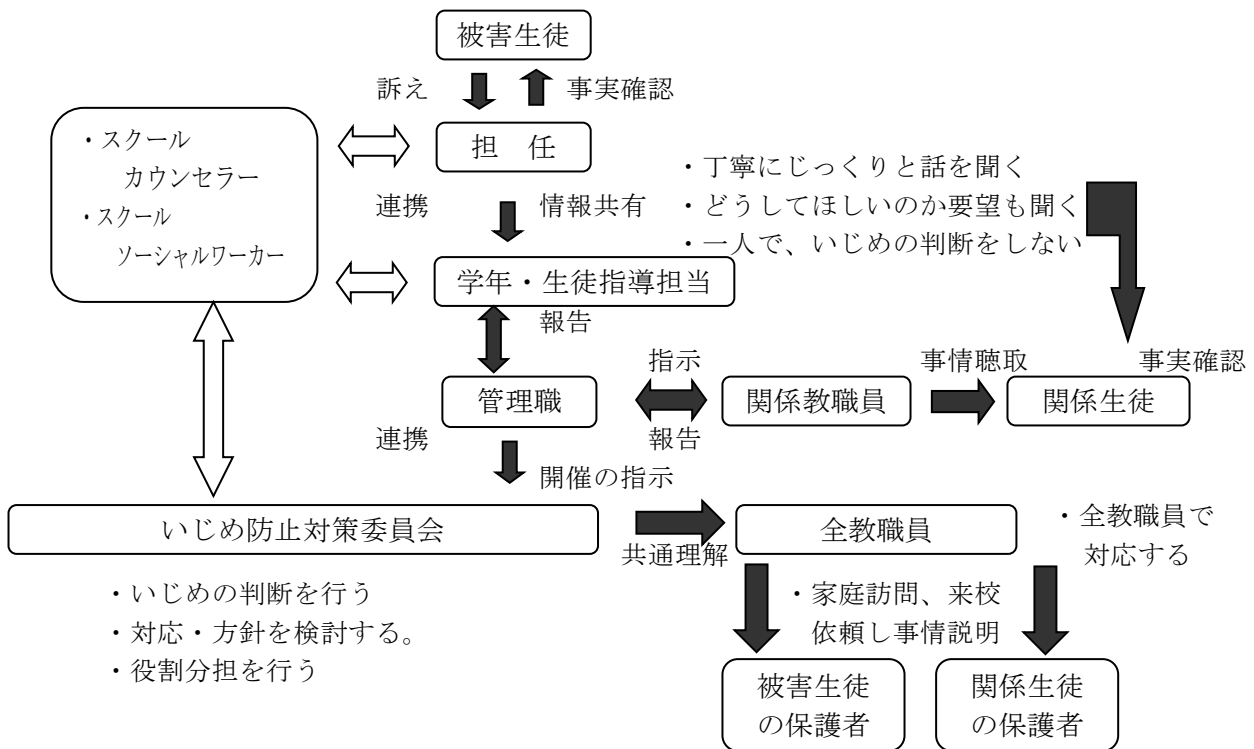 被害生徒
訴え
事実確認
・スクール
カウンセラー
・スクール
ソーシャルワーカー
担　任
・丁寧にじっくりと話を聞く
・どうしてほしいのか要望も聞く
・一人で、いじめの判断をしない
連携
情報共有
学年・生徒指導担当
報告
指示
事情聴取
事実確認
管理職
関係教職員
関係生徒
連携
報告
開催の指示
いじめ防止対策委員会
共通理解
全教職員
・全教職員で
対応する
・いじめの判断を行う
・対応・方針を検討する。
・役割分担を行う
・家庭訪問、来校
依頼し事情説明
被害生徒
の保護者
関係生徒
の保護者